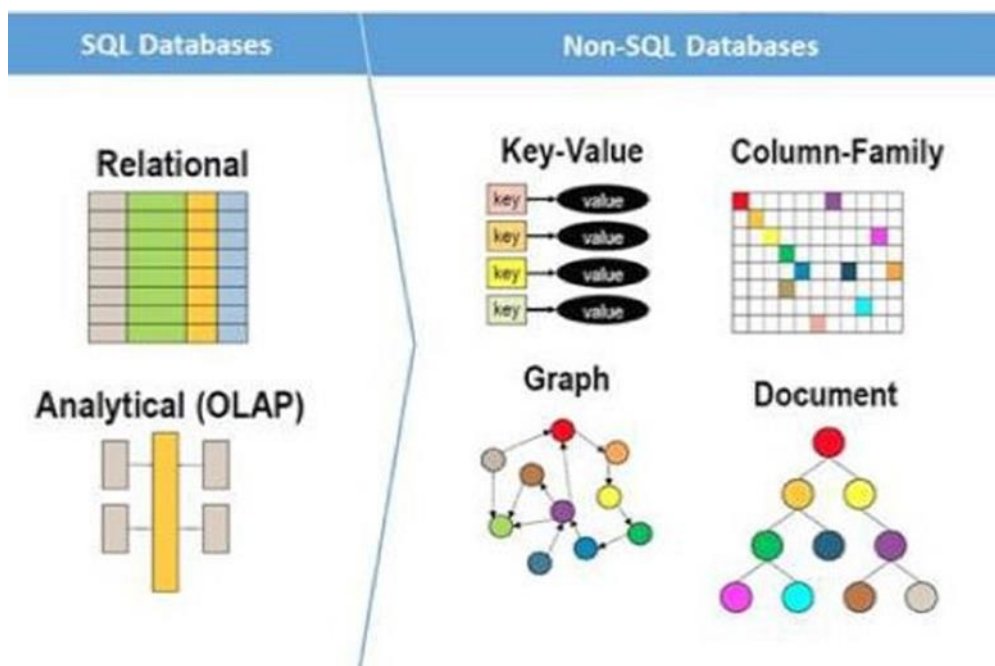 SQL Databases
Non-SQL Databases
Relational
Analytical (OLAP)
Key-Value
key value
key value
key value
key value
Column-Family
Graph
Document